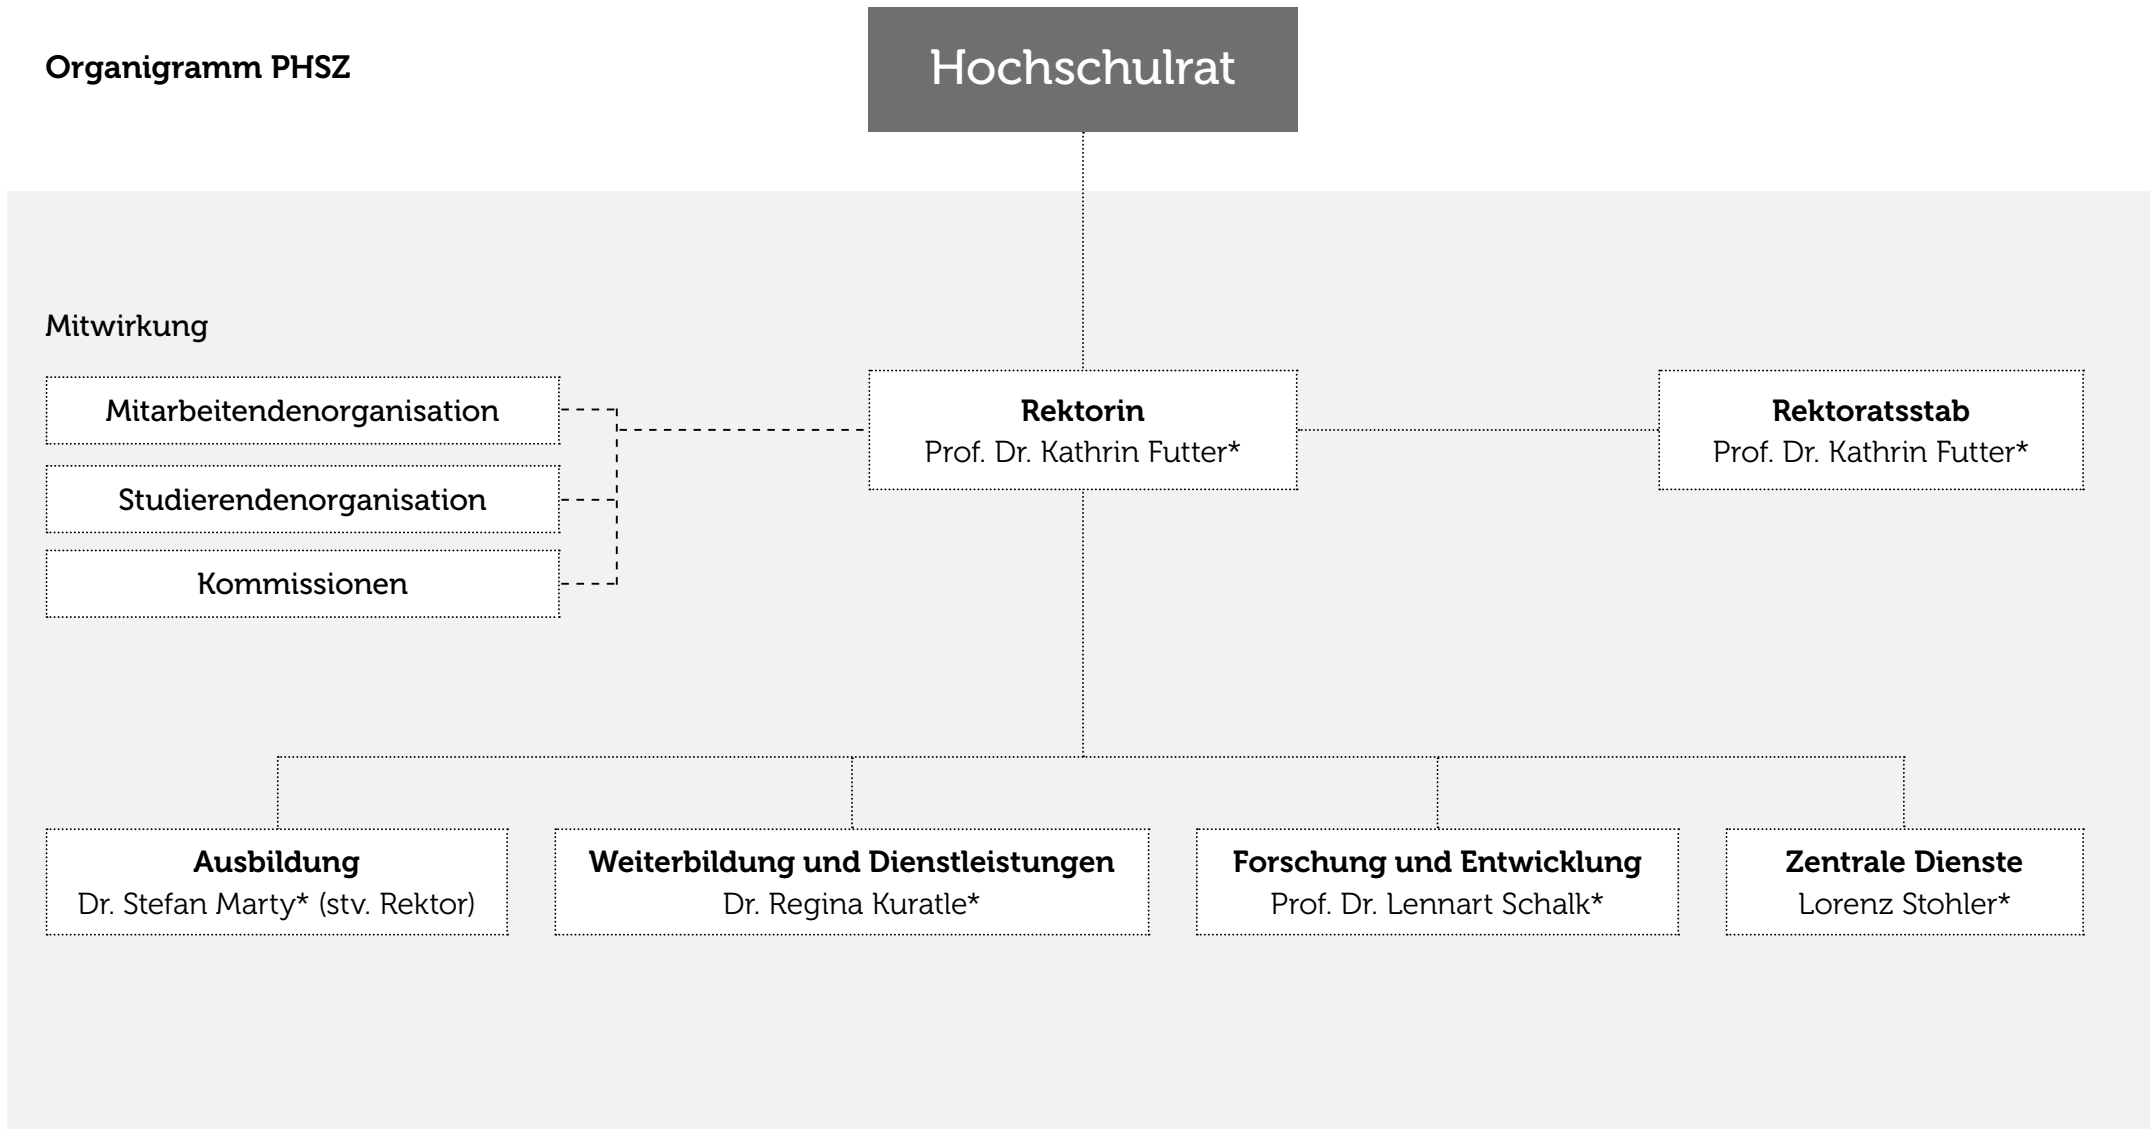 Organigramm PHSZ
Hochschulrat
Mitwirkung
Mitarbeitendenorganisation
Studierendenorganisation
Kommissionen
Rektorin
Prof. Dr. Kathrin Futter*
Rektoratsstab
Prof. Dr. Kathrin Futter*
Ausbildung
Dr. Stefan Marty* (stv. Rektor)
Weiterbildung und Dienstleistungen
Dr. Regina Kuratle*
Forschung und Entwicklung
Prof. Dr. Lennart Schalk*
Zentrale Dienste
Lorenz Stohler*